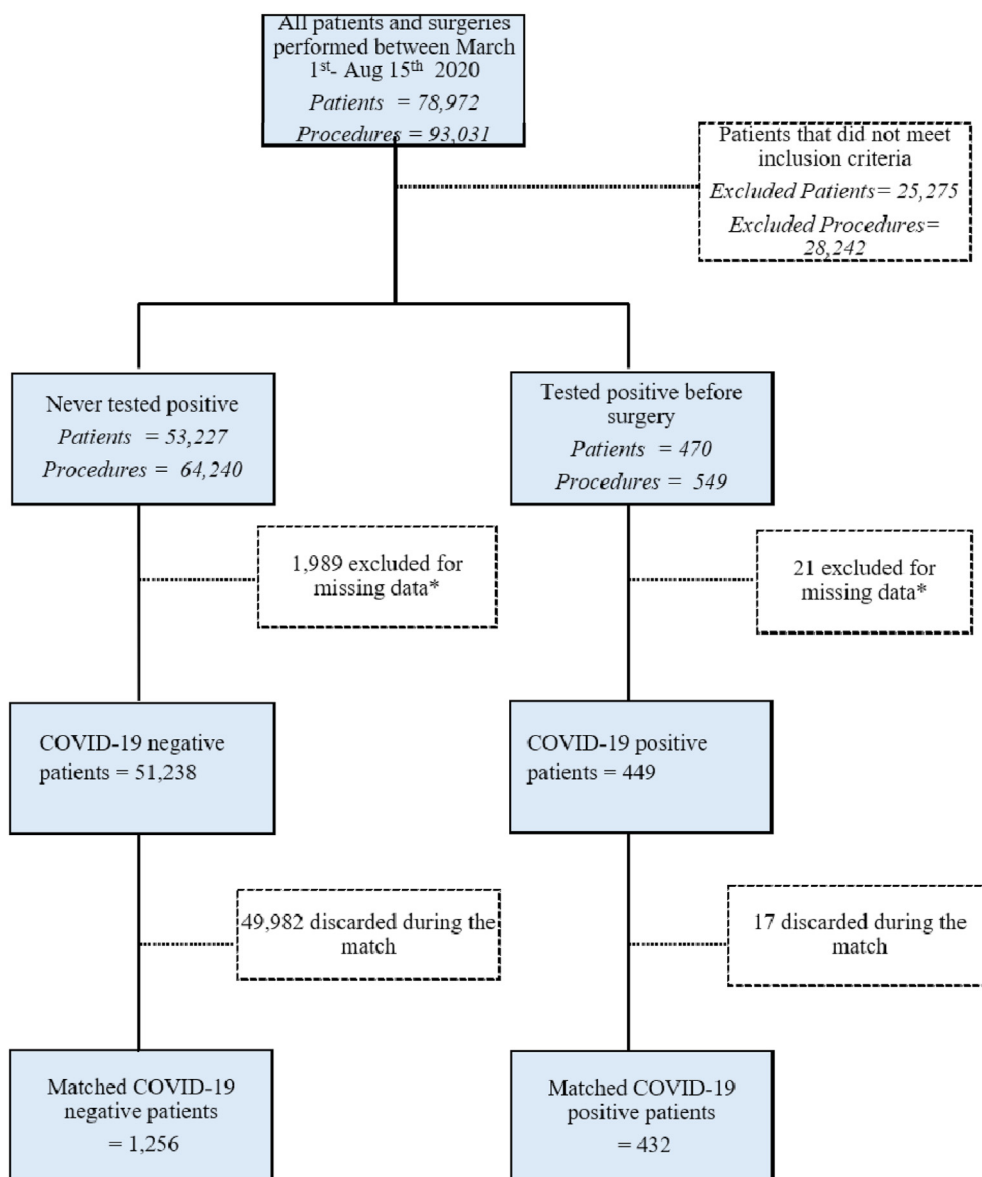 All patients and surgeries
performed between March
1st- Aug 15th 2020
Patients = 78,972
Procedures = 93,031
Patients that did not meet
inclusion criteria
Excluded Patients= 25,275
Excluded Procedures=
28,242
Never tested positive
Patients = 53,227
Procedures = 64,240
Tested positive before
surgery
Patients = 470
Procedures = 549
1,989 excluded for
missing data*
21 excluded for
missing data*
COVID-19 negative
patients = 51,238
COVID-19 positive
patients = 449
49,982 discarded during the
match
17 discarded during the
match
Matched COVID-19
negative patients
= 1,256
Matched COVID-19
positive patients
= 432